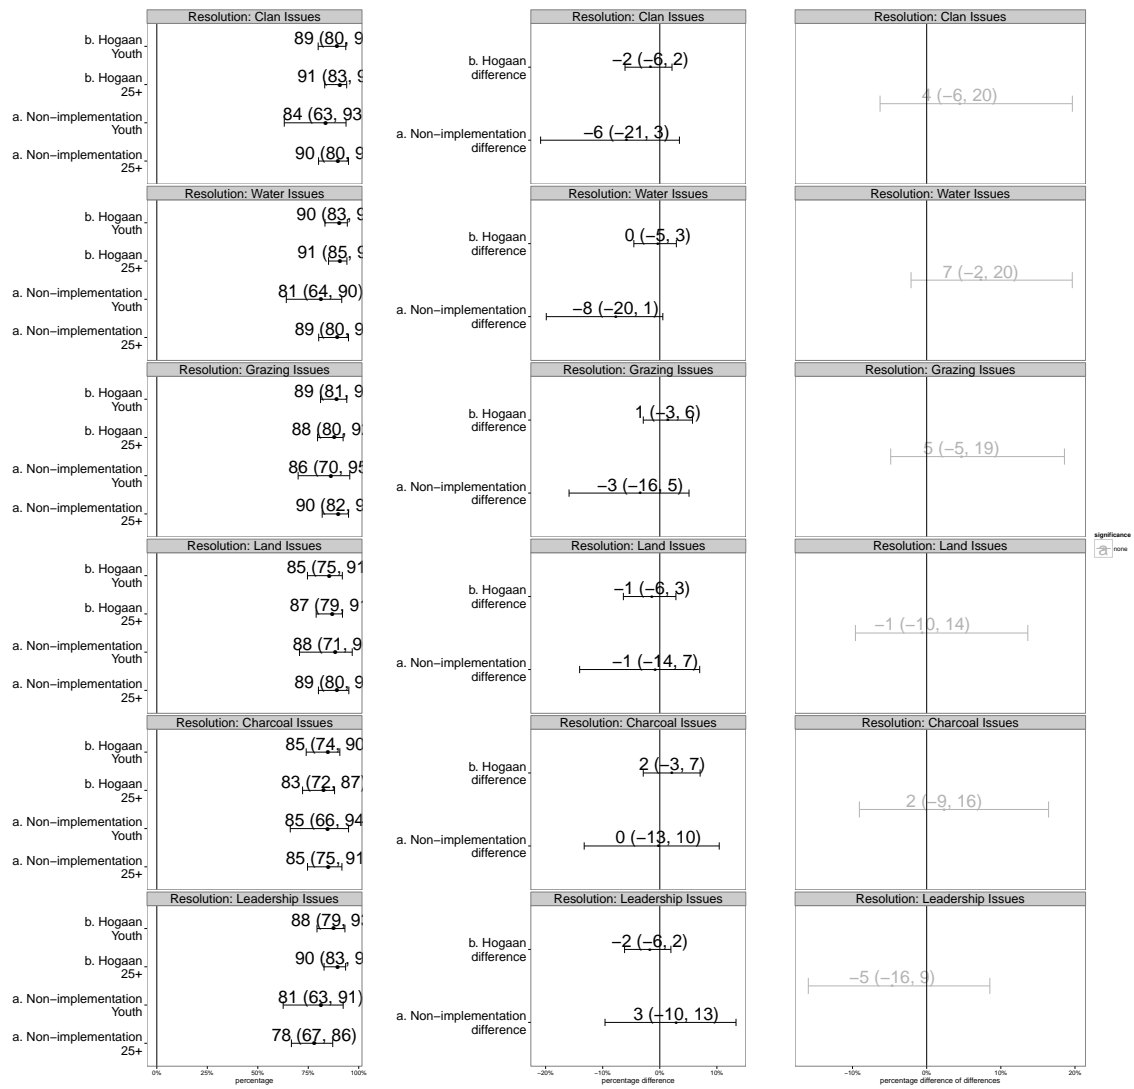 Resolution: Clan Issues
b. Hogaan
Youth
89 (80, 9
b. Hogaan
25+
91 (83, 9
a. Non−implementation
Youth
84 (63, 93
a. Non−implementation
25+
90 (80, 9
Resolution: Clan Issues
b. Hogaan
difference
−2 (−6, 2)
a. Non−implementation
difference
−6 (−21, 3)
Resolution: Clan Issues
4 (−6, 20)
Resolution: Water Issues
b. Hogaan
Youth
90 (83, 9
b. Hogaan
25+
91 (85, 9
a. Non−implementation
Youth
81 (64, 90)
a. Non−implementation
25+
89 (80, 9
Resolution: Water Issues
b. Hogaan
difference
0 (−5, 3)
a. Non−implementation
difference
−8 (−20, 1)
Resolution: Water Issues
7 (−2, 20)
Resolution: Grazing Issues
b. Hogaan
Youth
89 (81, 9
b. Hogaan
25+
88 (80, 9
a. Non−implementation
Youth
86 (70, 95
a. Non−implementation
25+
90 (82, 9
Resolution: Grazing Issues
b. Hogaan
difference
1 (−3, 6)
a. Non−implementation
difference
−3 (−16, 5)
Resolution: Grazing Issues
5 (−5, 19)
Resolution: Land Issues
b. Hogaan
Youth
85 (75, 91
b. Hogaan
25+
87 (79, 91
a. Non−implementation
Youth
88 (71, 9
a. Non−implementation
25+
89 (80, 9
Resolution: Land Issues
b. Hogaan
difference
−1 (−6, 3)
a. Non−implementation
difference
−1 (−14, 7)
Resolution: Land Issues
−1 (−10, 14)
significance
a none
Resolution: Charcoal Issues
b. Hogaan
Youth
85 (74, 90
b. Hogaan
25+
83 (72, 87)
a. Non−implementation
Youth
85 (66, 94
a. Non−implementation
25+
85 (75, 91
Resolution: Charcoal Issues
b. Hogaan
difference
2 (−3, 7)
a. Non−implementation
difference
0 (−13, 10)
Resolution: Charcoal Issues
2 (−9, 16)
Resolution: Leadership Issues
b. Hogaan
Youth
88 (79, 93
b. Hogaan
25+
90 (83, 9
a. Non−implementation
Youth
81 (63, 91)
a. Non−implementation
25+
78 (67, 86)
0% 25% 50% 75% 100%
percentage
Resolution: Leadership Issues
b. Hogaan
difference
−2 (−6, 2)
a. Non−implementation
difference
3 (−10, 13)
−20% −10% 0% 10%
percentage difference
Resolution: Leadership Issues
−5 (−16, 9)
−10% 0% 10% 20%
percentage difference of differences